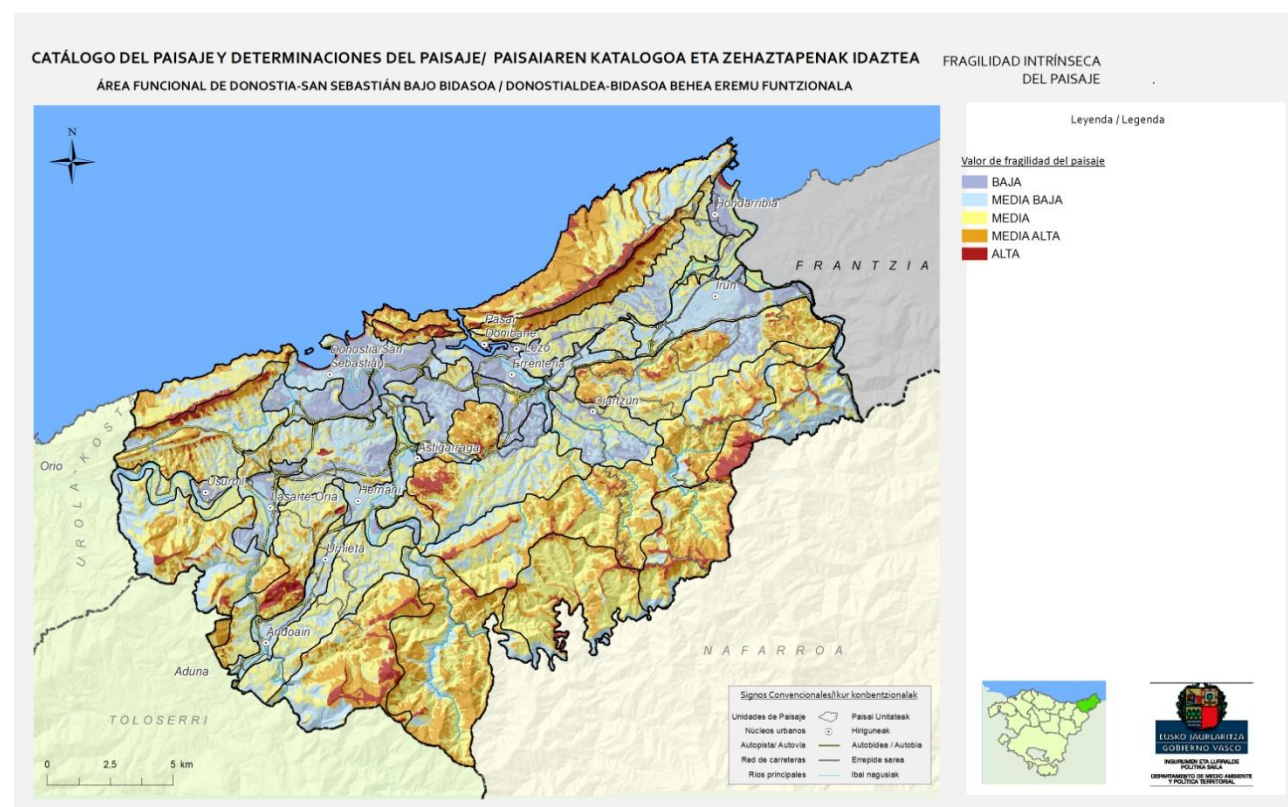 CATÁLOGO DEL PAISAJE Y DETERMINACIONES DEL PAISAJE/ PAISAIAREN KATALOGOA ETA ZEHAZTAPENAK IDAZTEA
ÁREA FUNCIONAL DE DONOSTIA-SAN SEBASTIÁN BAJO BIDASOA / DONOSTIALDEA-BIDASOA BEHEA EREMU FUNTZIONALA
FRAGILIDAD INTRÍNSECA
DEL PAISAJE .
Leyenda / Legenda
Valor de fragilidad del paisaje
BAJA
MEDIA BAJA
MEDIA
MEDIA ALTA
ALTA
N
Hondarribia
FRANTZIA
Irun
Pasai
Donibane
Lezo
Donostia/San
Sebastián
Errenteria
Oiartzun
Astigarraga
Orio
UROLA KOSTA
Usurbil
Lasarte-Oria
Hernani
Urnieta
Andoain
Aduna
NAFARROA
TOLOSERRI
0 2,5 5 km
Signos Convencionales/Ikur konbentzionalak
Unidades de Paisaje Paisai Unitateak
Núcleos urbanos Hiriguneak
Autopista/ Autovía Autobidea / Autobia
Red de carreteras Errepide sarea
Ríos principales Ibai nagusiak
EUSKO JAURLARITZA
GOBIERNO VASCO
INGURUMEN ETA LURRALDE
POLITIKA SAILA
DEPARTAMENTO DE MEDIO AMBIENTE
Y POLÍTICA TERRITORIAL